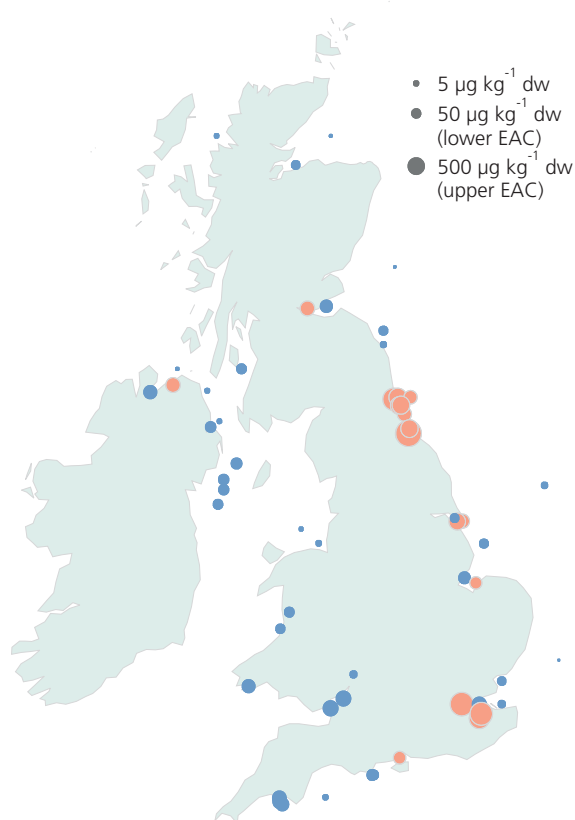 5 µg kg⁻¹ dw
50 µg kg⁻¹ dw
(lower EAC)
500 µg kg⁻¹ dw
(upper EAC)